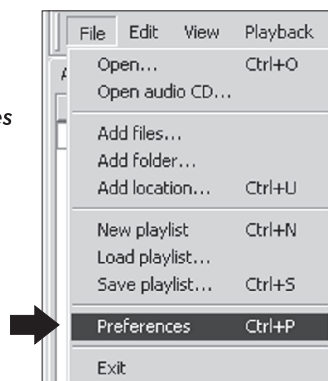 File Edit View Playback
Open... Ctrl+O
Open audio CD...
Add files...
Add folder...
Add location... Ctrl+U
New playlist Ctrl+N
Load playlist...
Save playlist... Ctrl+S
Preferences Ctrl+P
Exit